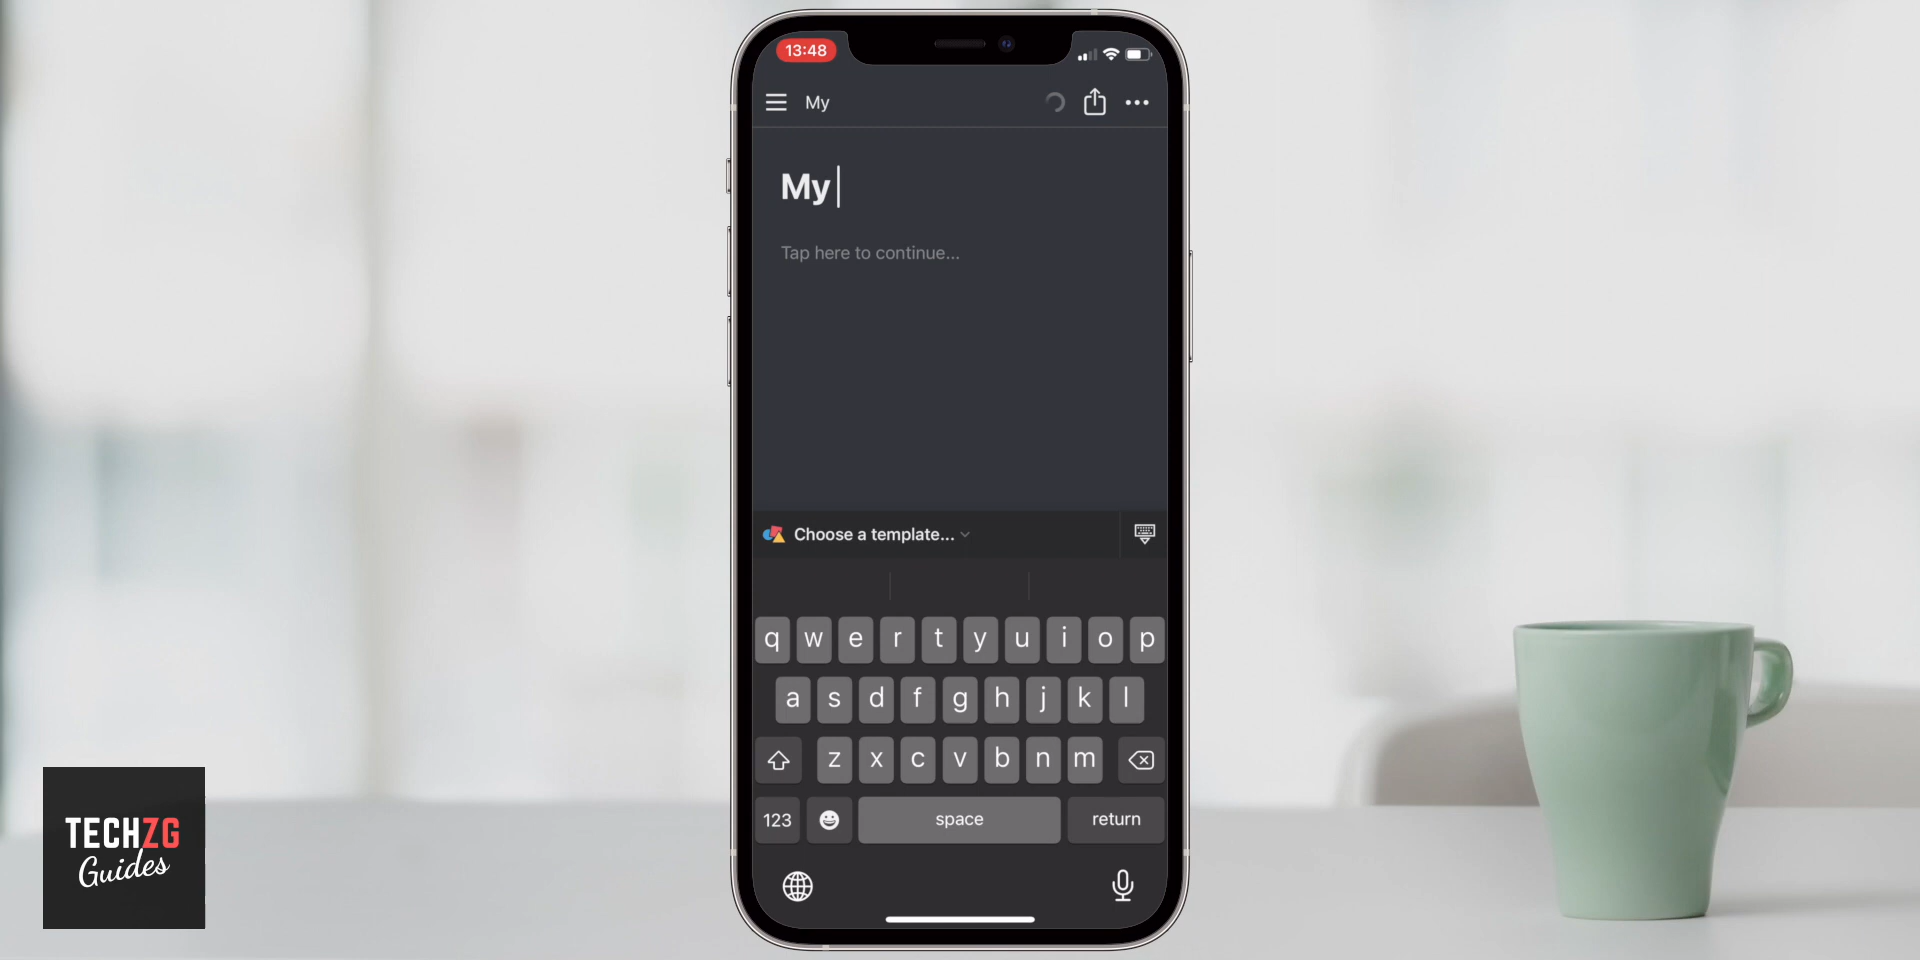 13:48
My
My
Tap here to continue...
Choose a template...
q w e r t y u i o p
a s d f g h j k l
z x c v b n m
123 space return
TECHZG
Guides